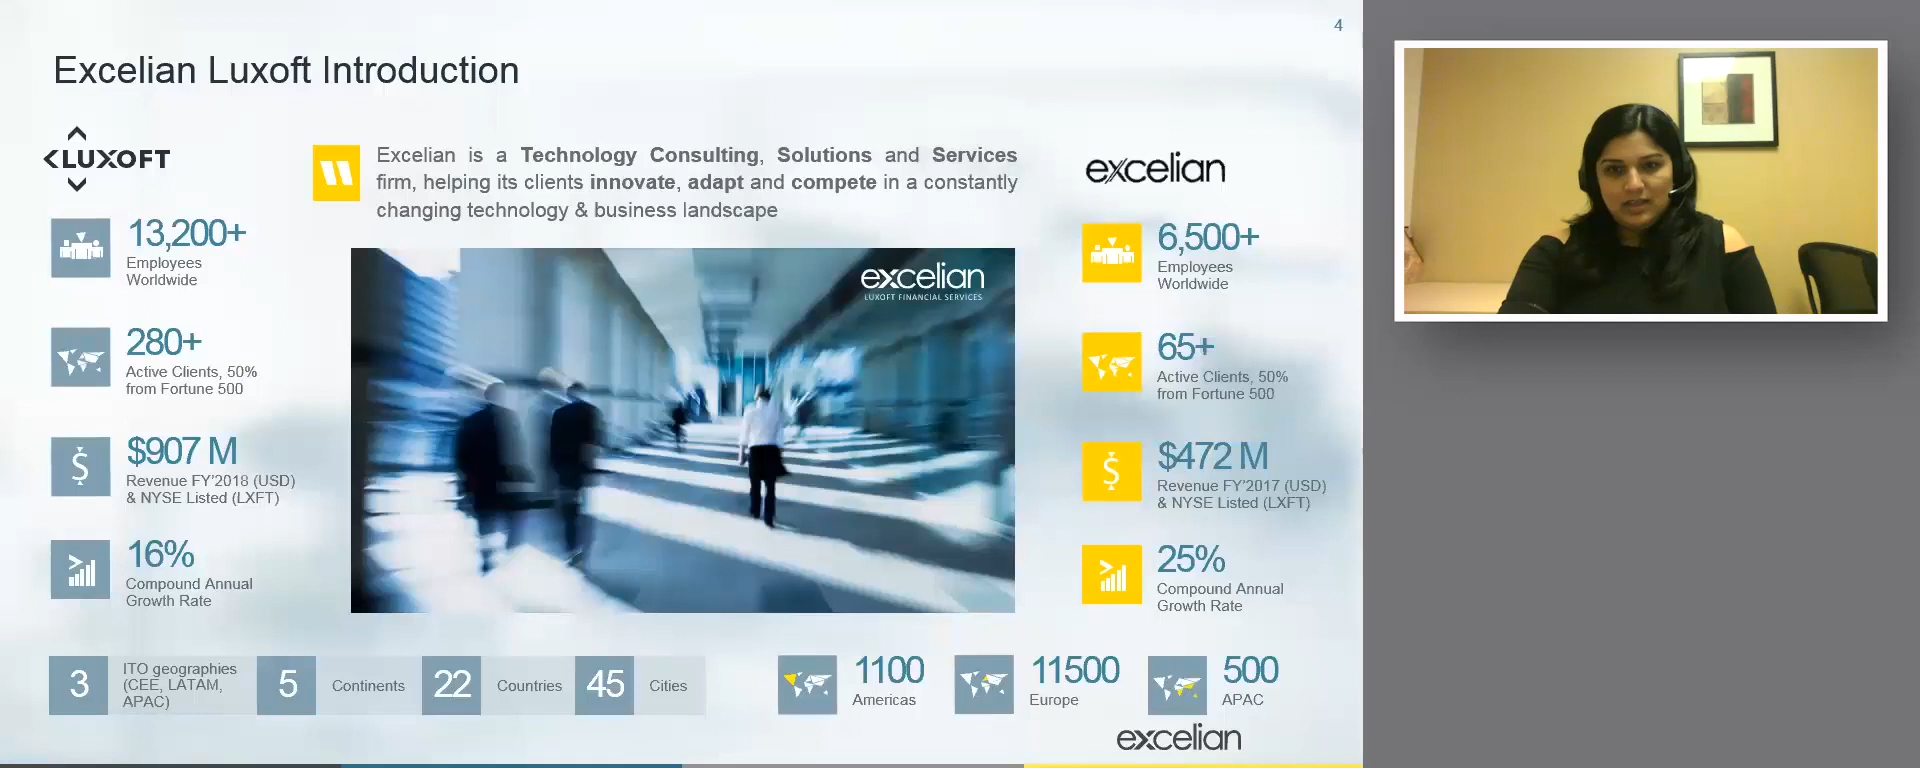 4
Excelian Luxoft Introduction
LUXOFT
Excelian is a Technology Consulting, Solutions and Services
firm, helping its clients innovate, adapt and compete in a constantly
changing technology & business landscape
excelian
13,200+
Employees
Worldwide
280+
Active Clients, 50%
from Fortune 500
$907 M
Revenue FY'2018 (USD)
& NYSE Listed (LXFT)
16%
Compound Annual
Growth Rate
excelian
LUXOFT FINANCIAL SERVICES
6,500+
Employees
Worldwide
65+
Active Clients, 50%
from Fortune 500
$472 M
Revenue FY'2017 (USD)
& NYSE Listed (LXFT)
25%
Compound Annual
Growth Rate
3
ITO geographies
(CEE, LATAM,
APAC)
5
Continents
22
Countries
45
Cities
1100
Americas
11500
Europe
500
APAC
excelian